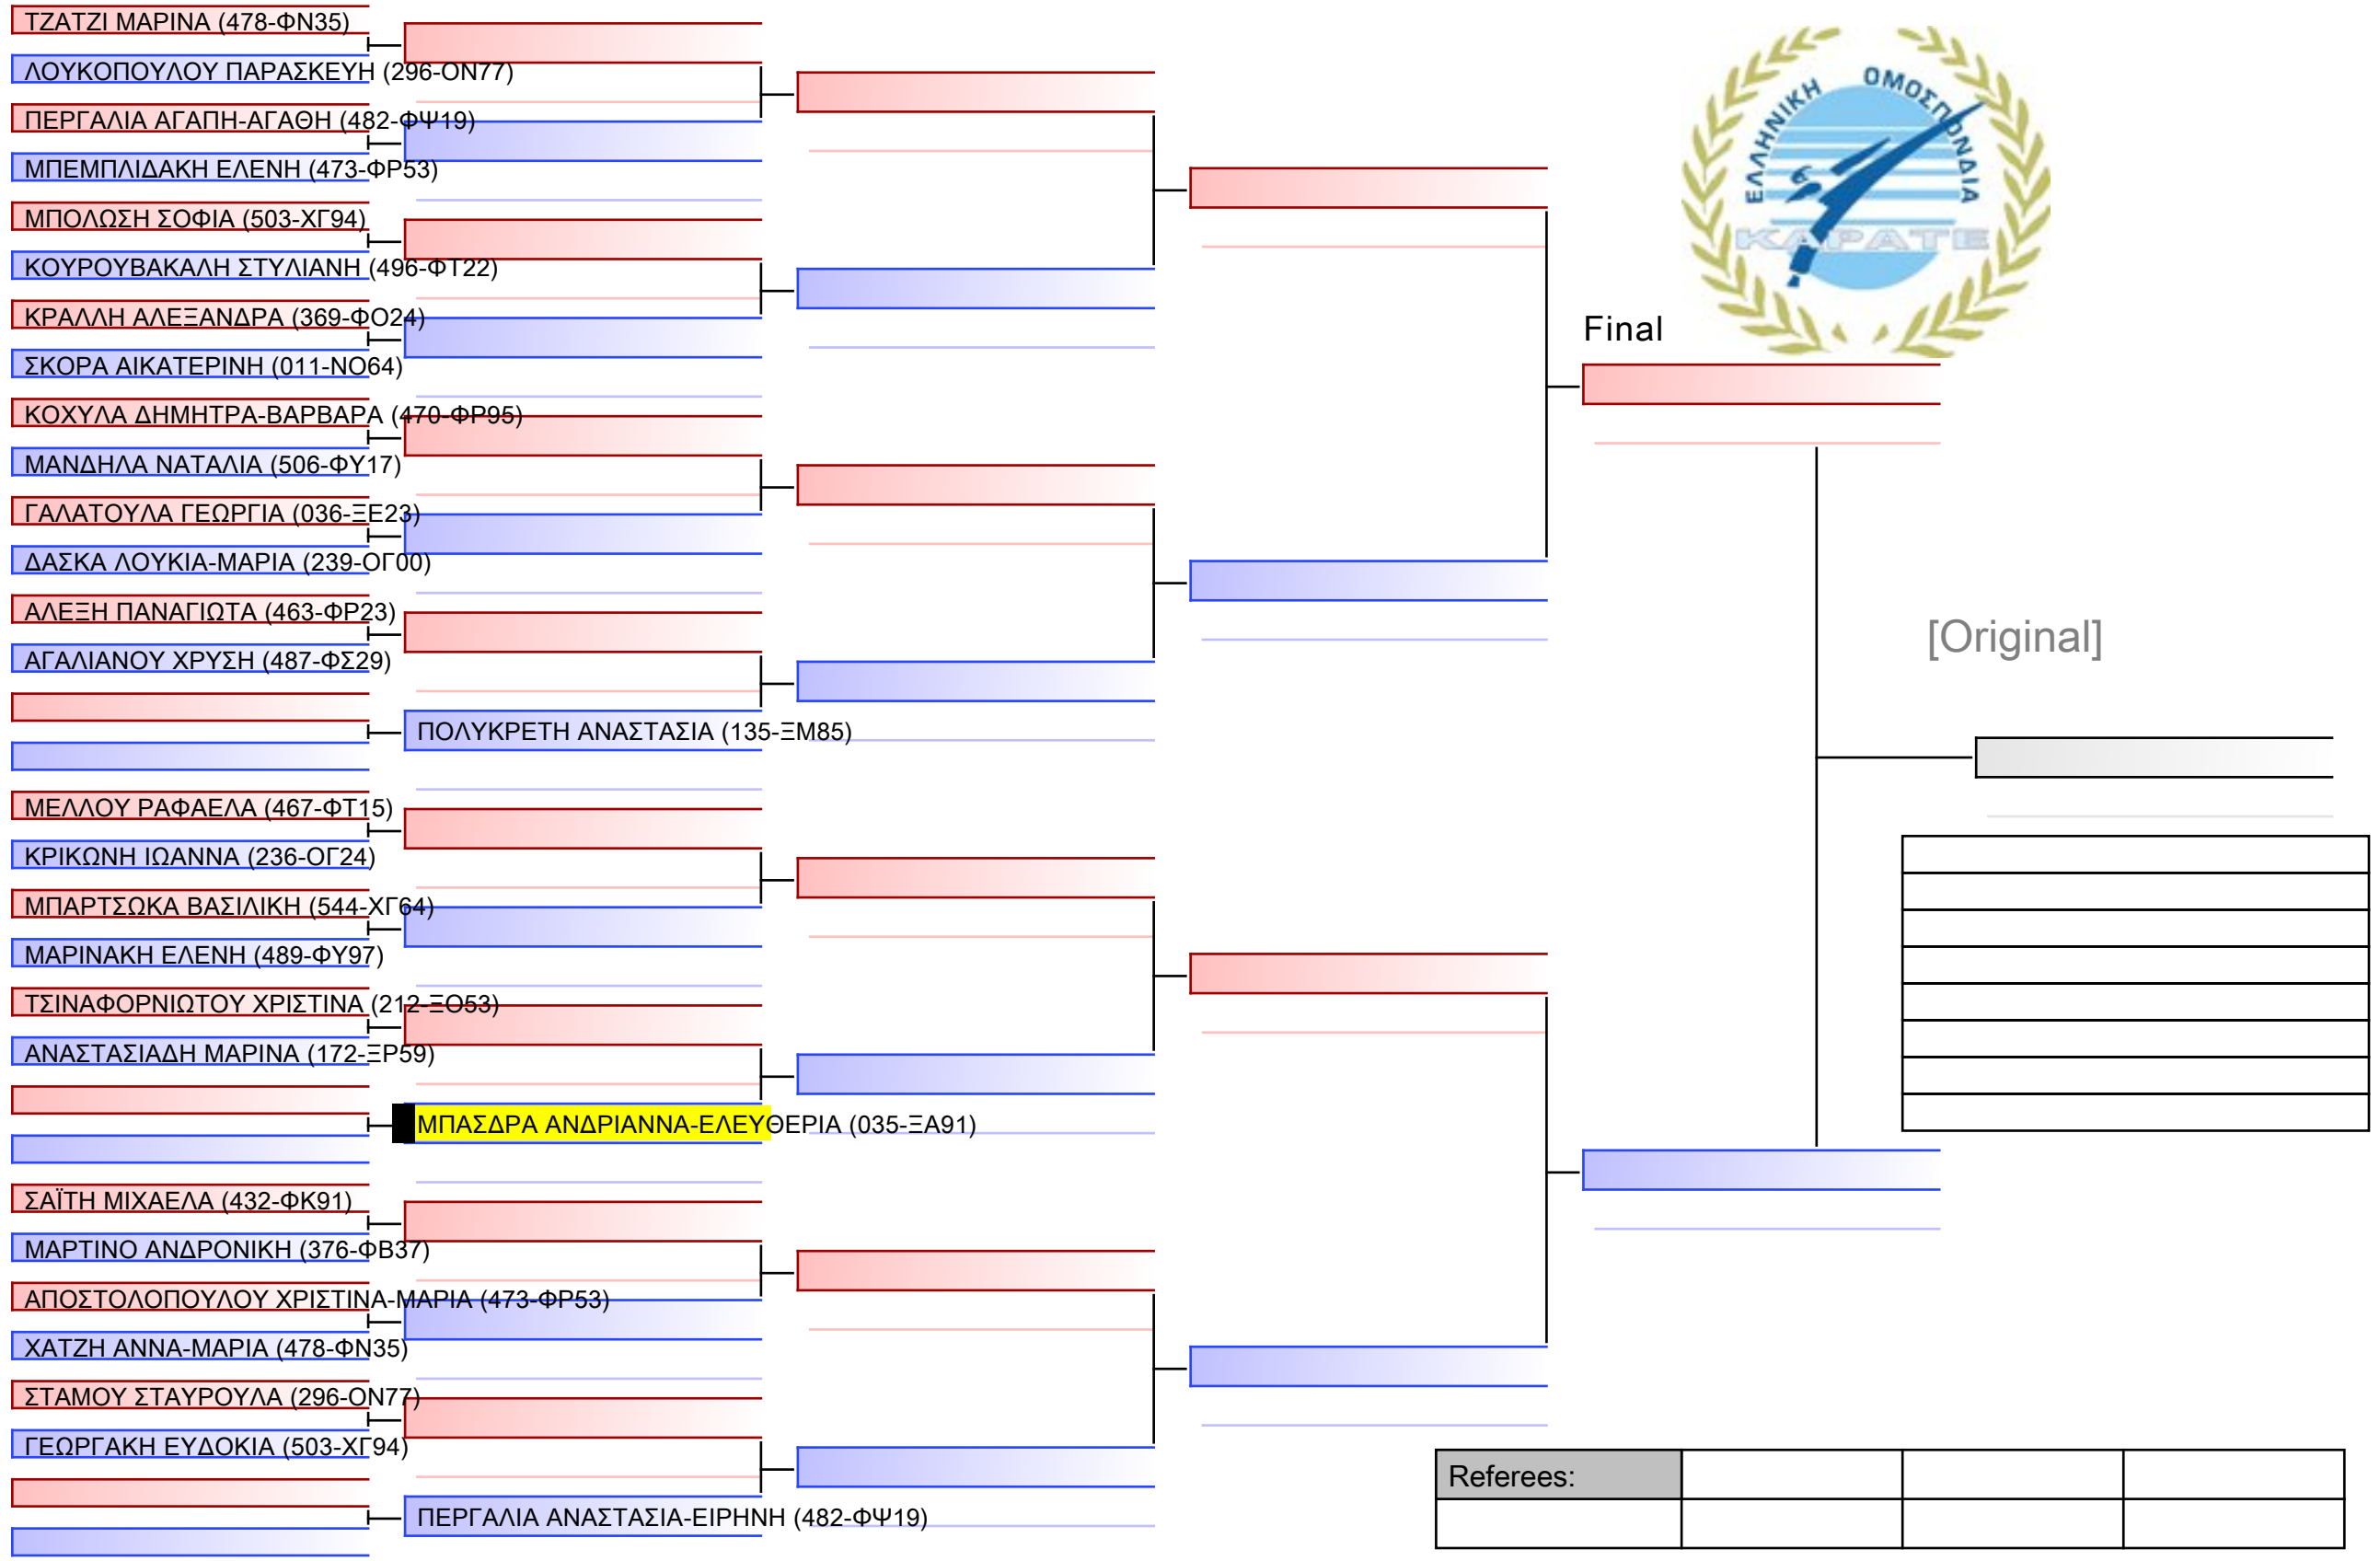 ΤΖΑΤΖΙ ΜΑΡΙΝΑ (478-ΦΝ35)
ΛΟΥΚΟΠΟΥΛΟΥ ΠΑΡΑΣΚΕΥΗ (296-ΟΝ77)
ΠΕΡΓΑΛΙΑ ΑΓΑΠΗ-ΑΓΑΘΗ (482-ΦΨ19)
ΜΠΕΜΠΛΙΔΑΚΗ ΕΛΕΝΗ (473-ΦΡ53)
ΜΠΟΛΩΣΗ ΣΟΦΙΑ (503-ΧΓ94)
ΚΟΥΡΟΥΒΑΚΑΛΗ ΣΤΥΛΙΑΝΗ (496-ΦΤ22)
ΚΡΑΛΛΗ ΑΛΕΞΑΝΔΡΑ (369-ΦΟ24)
ΣΚΟΡΑ ΑΙΚΑΤΕΡΙΝΗ (011-ΝΟ64)
ΚΟΧΥΛΑ ΔΗΜΗΤΡΑ-ΒΑΡΒΑΡΑ (470-ΦΡ95)
ΜΑΝΔΗΛΑ ΝΑΤΑΛΙΑ (506-ΦΥ17)
ΓΑΛΑΤΟΥΛΑ ΓΕΩΡΓΙΑ (036-ΞΕ23)
ΔΑΣΚΑ ΛΟΥΚΙΑ-ΜΑΡΙΑ (239-ΟΓ00)
ΑΛΕΞΗ ΠΑΝΑΓΙΩΤΑ (463-ΦΡ23)
ΑΓΑΛΙΑΝΟΥ ΧΡΥΣΗ (487-ΦΣ29)
ΠΟΛΥΚΡΕΤΗ ΑΝΑΣΤΑΣΙΑ (135-ΞΜ85)
ΜΕΛΛΟΥ ΡΑΦΑΕΛΑ (467-ΦΤ15)
ΚΡΙΚΩΝΗ ΙΩΑΝΝΑ (236-ΟΓ24)
ΜΠΑΡΤΣΩΚΑ ΒΑΣΙΛΙΚΗ (544-ΧΓ64)
ΜΑΡΙΝΑΚΗ ΕΛΕΝΗ (489-ΦΥ97)
ΤΣΙΝΑΦΟΡΝΙΩΤΟΥ ΧΡΙΣΤΙΝΑ (212-ΞΟ53)
ΑΝΑΣΤΑΣΙΑΔΗ ΜΑΡΙΝΑ (172-ΞΡ59)
ΜΠΑΣΔΡΑ ΑΝΔΡΙΑΝΝΑ-ΕΛΕΥΘΕΡΙΑ (035-ΞΑ91)
ΣΑΪΤΗ ΜΙΧΑΕΛΑ (432-ΦΚ91)
ΜΑΡΤΙΝΟ ΑΝΔΡΟΝΙΚΗ (376-ΦΒ37)
ΑΠΟΣΤΟΛΟΠΟΥΛΟΥ ΧΡΙΣΤΙΝΑ-ΜΑΡΙΑ (473-ΦΡ53)
ΧΑΤΖΗ ΑΝΝΑ-ΜΑΡΙΑ (478-ΦΝ35)
ΣΤΑΜΟΥ ΣΤΑΥΡΟΥΛΑ (296-ΟΝ77)
ΓΕΩΡΓΑΚΗ ΕΥΔΟΚΙΑ (503-ΧΓ94)
ΠΕΡΓΑΛΙΑ ΑΝΑΣΤΑΣΙΑ-ΕΙΡΗΝΗ (482-ΦΨ19)
ΕΛΛΗΝΙΚΗ ΟΜΟΣΠΟΝΔΙΑ
ΚΑΡΑΤΕ
Final
[Original]
Referees: